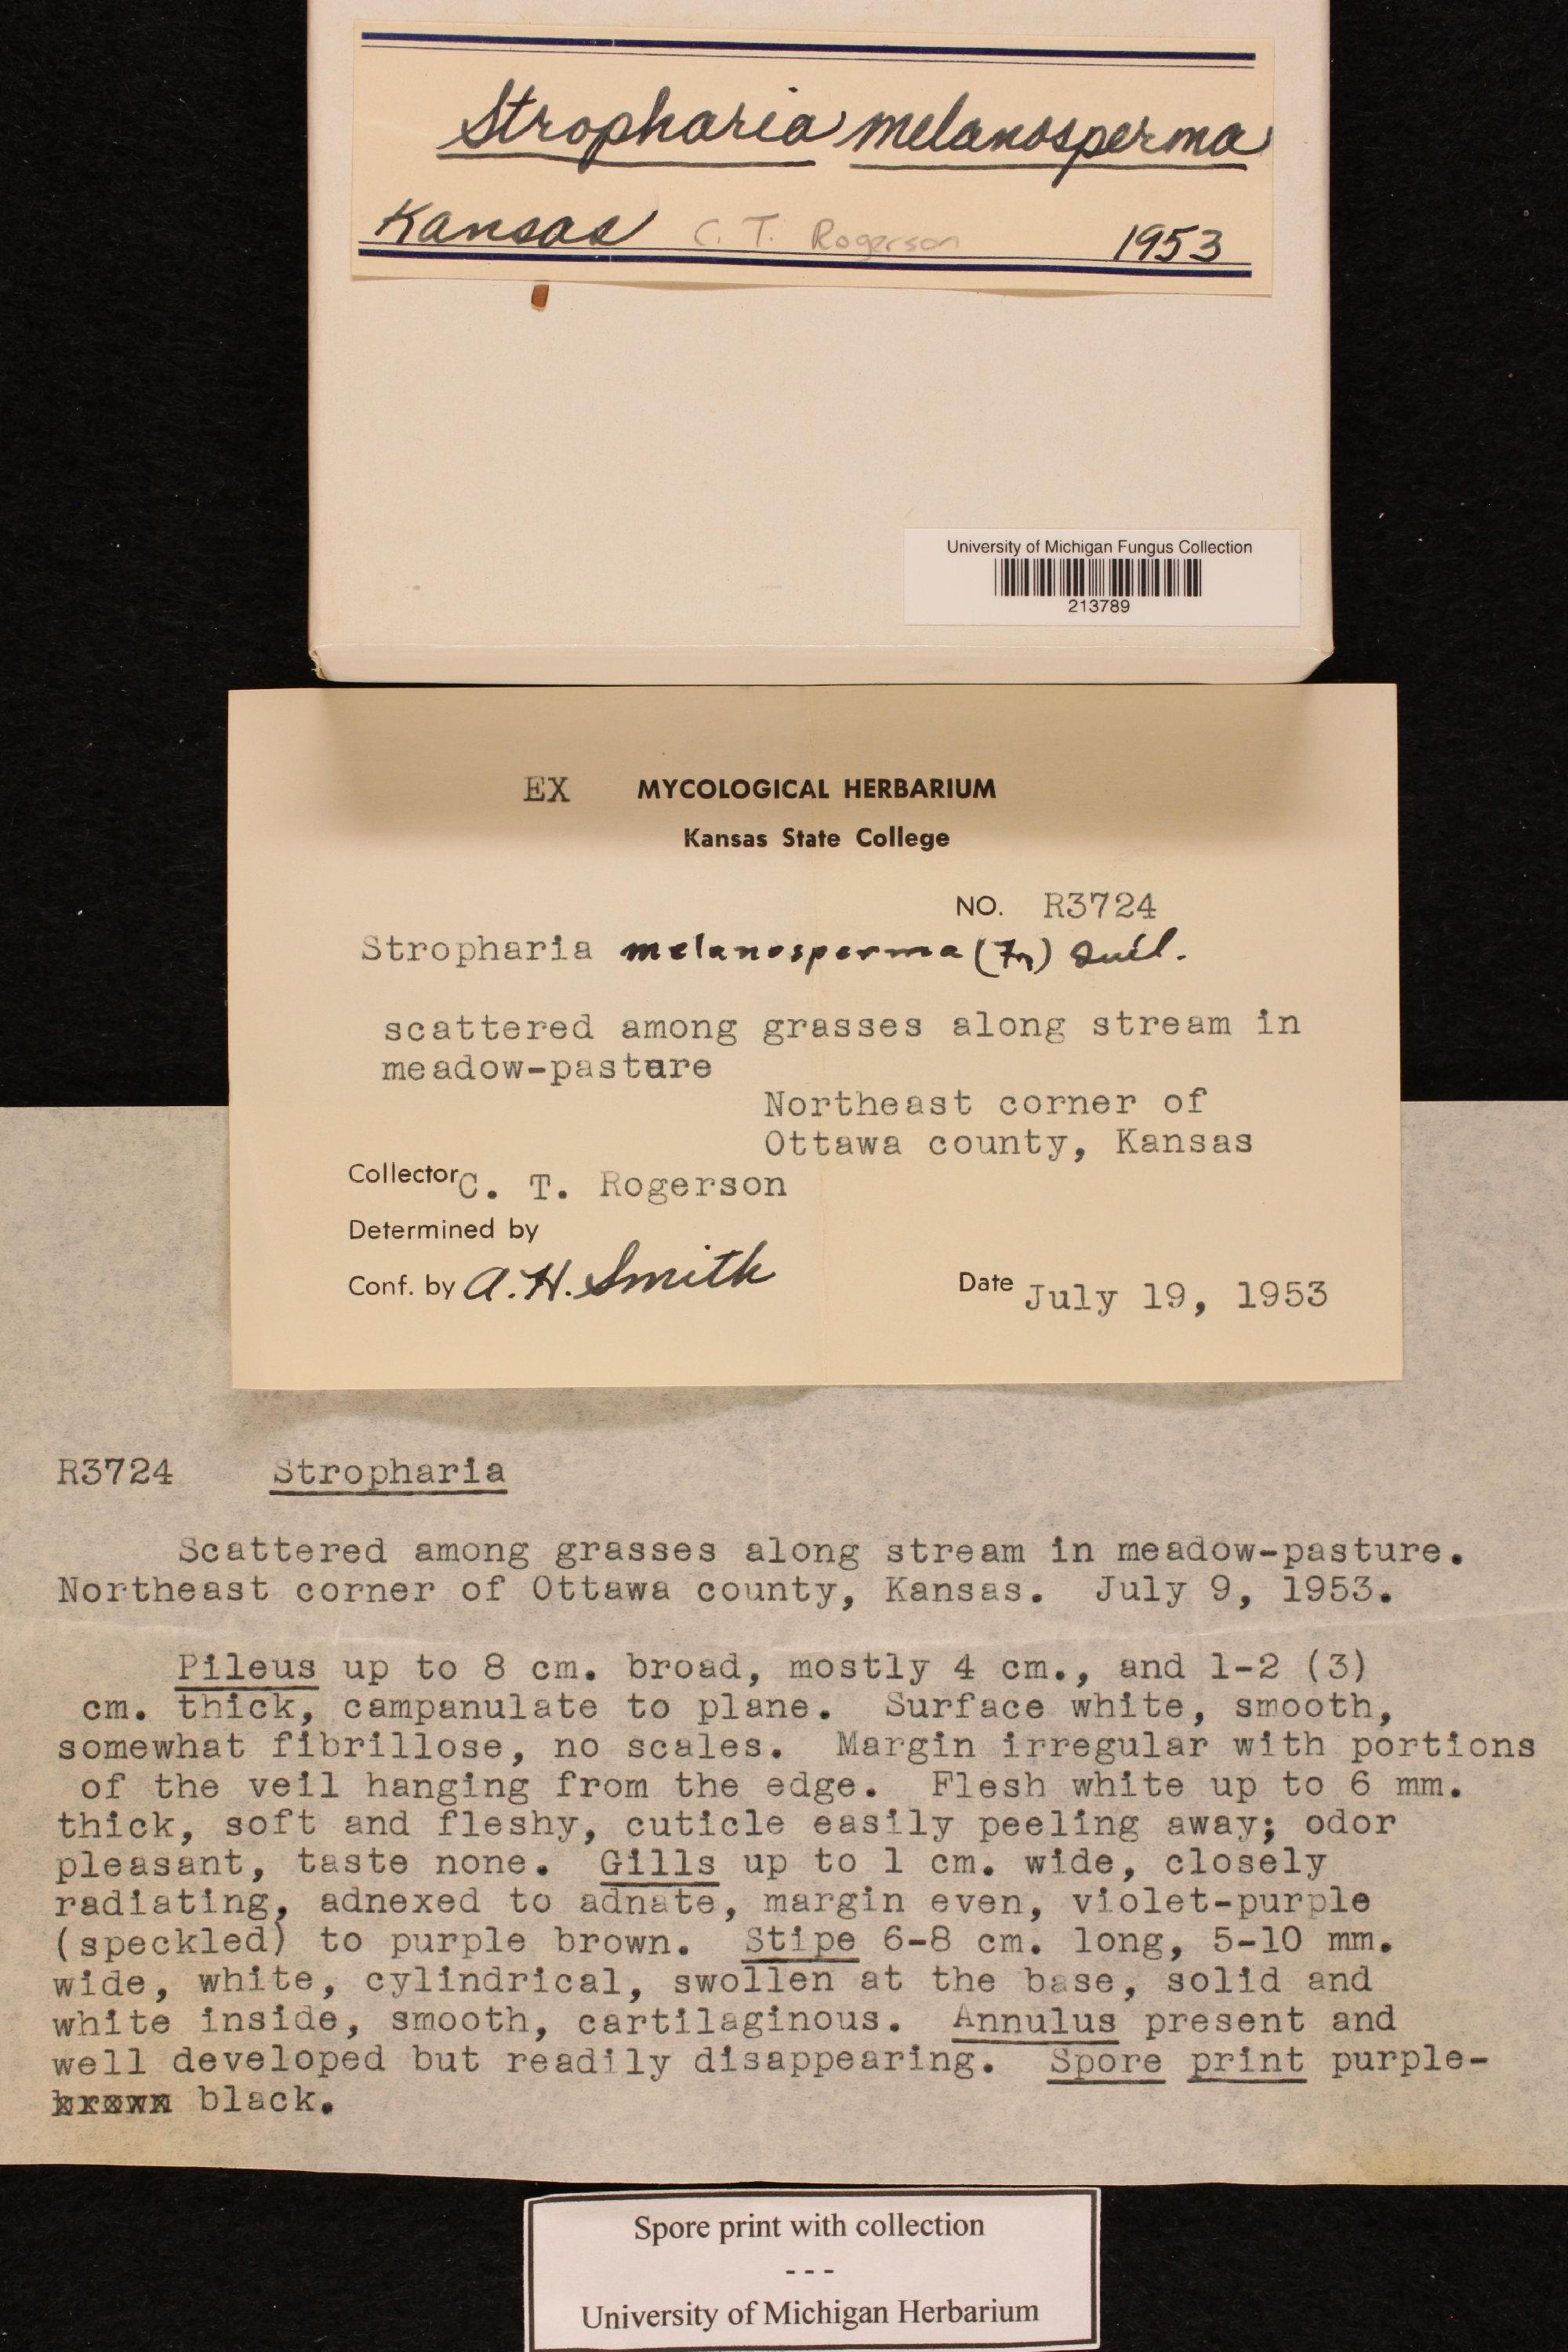 Stropharia melanosperma
Kansas C. T. Rogerson 1953
University of Michigan Fungus Collection
213789
EX MYCOLOGICAL HERBARIUM
Kansas State College
NO. R3724
Stropharia melanosperma (Fr) Quél.
scattered among grasses along stream in
meadow-pasture
Northeast corner of
Ottawa county, Kansas
Collector C. T. Rogerson
Determined by
Conf. by A. H. Smith
Date July 19, 1953
R3724 Stropharia
Scattered among grasses along stream in meadow-pasture.
Northeast corner of Ottawa county, Kansas. July 9, 1953.
Pileus up to 8 cm. broad, mostly 4 cm., and 1-2 (3)
cm. thick, campanulate to plane. Surface white, smooth,
somewhat fibrillose, no scales. Margin irregular with portions
of the veil hanging from the edge. Flesh white up to 6 mm.
thick, soft and fleshy, cuticle easily peeling away; odor
pleasant, taste none. Gills up to 1 cm. wide, closely
radiating, adnexed to adnate, margin even, violet-purple
(speckled) to purple brown. Stipe 6-8 cm. long, 5-10 mm.
wide, white, cylindrical, swollen at the base, solid and
white inside, smooth, cartilaginous. Annulus present and
well developed but readily disappearing. Spore print purple-
brown black.
Spore print with collection
---
University of Michigan Herbarium